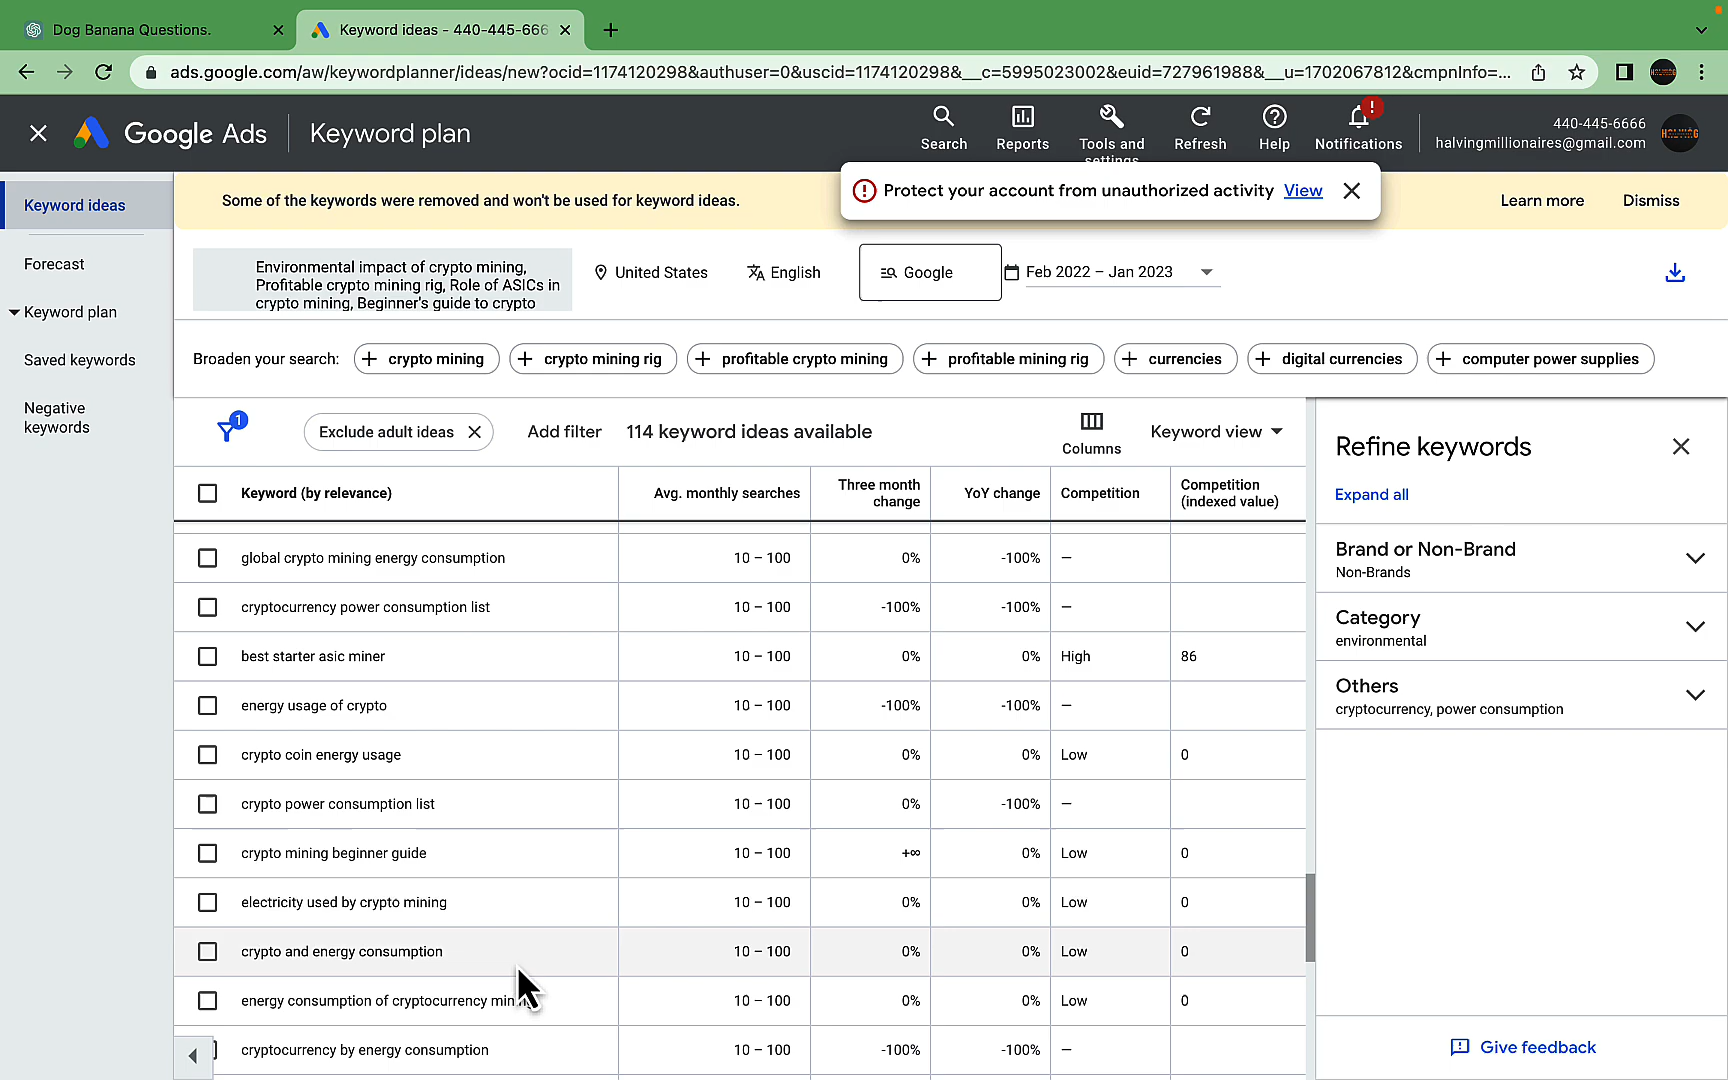 Dog Banana Questions.
Keyword ideas - 440-445-666
ads.google.com/aw/keywordplanner/ideas/new?ocid=1174120298&authuser=0&uscid=1174120298&__c=5995023002&euid=727961988&__u=1702067812&cmpnInfo=...
Google Ads
Keyword plan
Search
Reports
Tools and
settings
Refresh
Help
!
Notifications
440-445-6666
halvingmillionaires@gmail.com
HALVING
Keyword ideas
Forecast
Keyword plan
Saved keywords
Negative
keywords
Some of the keywords were removed and won't be used for keyword ideas.
Protect your account from unauthorized activity View
Learn more
Dismiss
Environmental impact of crypto mining,
Profitable crypto mining rig, Role of ASICs in
crypto mining, Beginner's guide to crypto
United States
English
Google
Feb 2022 – Jan 2023
Broaden your search:
crypto mining
crypto mining rig
profitable crypto mining
profitable mining rig
currencies
digital currencies
computer power supplies
1
Exclude adult ideas
Add filter
114 keyword ideas available
Columns
Keyword view
Keyword (by relevance) Avg. monthly searches Three month change YoY change Competition Competition (indexed value)
global crypto mining energy consumption 10 – 100 0% -100% –
cryptocurrency power consumption list 10 – 100 -100% -100% –
best starter asic miner 10 – 100 0% 0% High 86
energy usage of crypto 10 – 100 -100% -100% –
crypto coin energy usage 10 – 100 0% 0% Low 0
crypto power consumption list 10 – 100 0% -100% –
crypto mining beginner guide 10 – 100 +∞ 0% Low 0
electricity used by crypto mining 10 – 100 0% 0% Low 0
crypto and energy consumption 10 – 100 0% 0% Low 0
energy consumption of cryptocurrency mining 10 – 100 0% 0% Low 0
cryptocurrency by energy consumption 10 – 100 -100% -100% –
Refine keywords
Expand all
Brand or Non-Brand
Non-Brands
Category
environmental
Others
cryptocurrency, power consumption
Give feedback